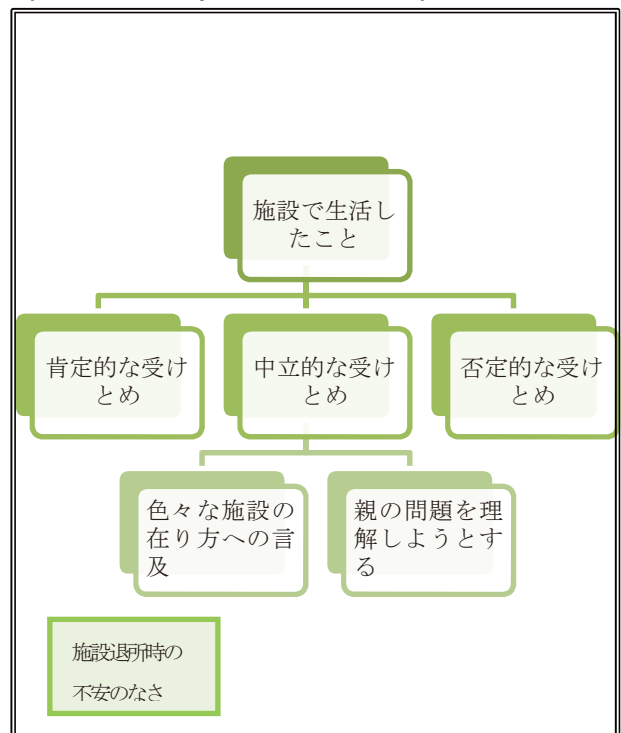 施設で生活し
たこと
肯定的な受け
とめ
中立的な受け
とめ
否定的な受け
とめ
色々な施設の
在り方への言
及
親の問題を理
解しようとす
る
施設退所時の
不安のなさ